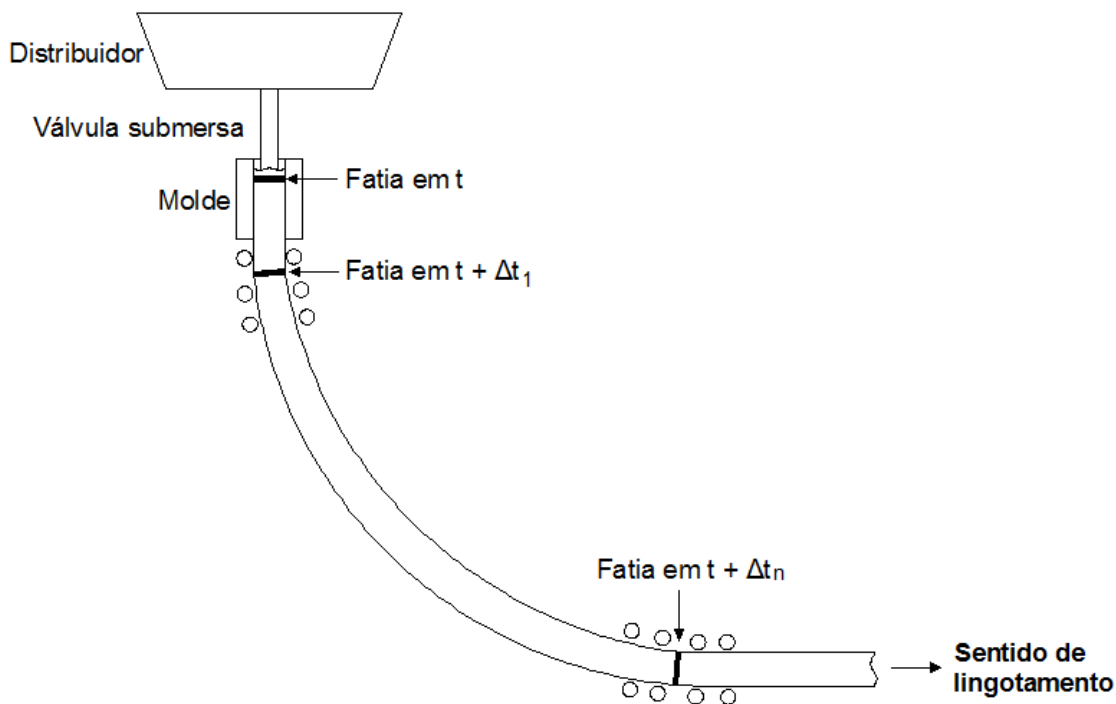 Distribuidor
Válvula submersa
Fatia em t
Molde
Fatia em t + Δt₁
Fatia em t + Δtₙ
Sentido de
lingotamento